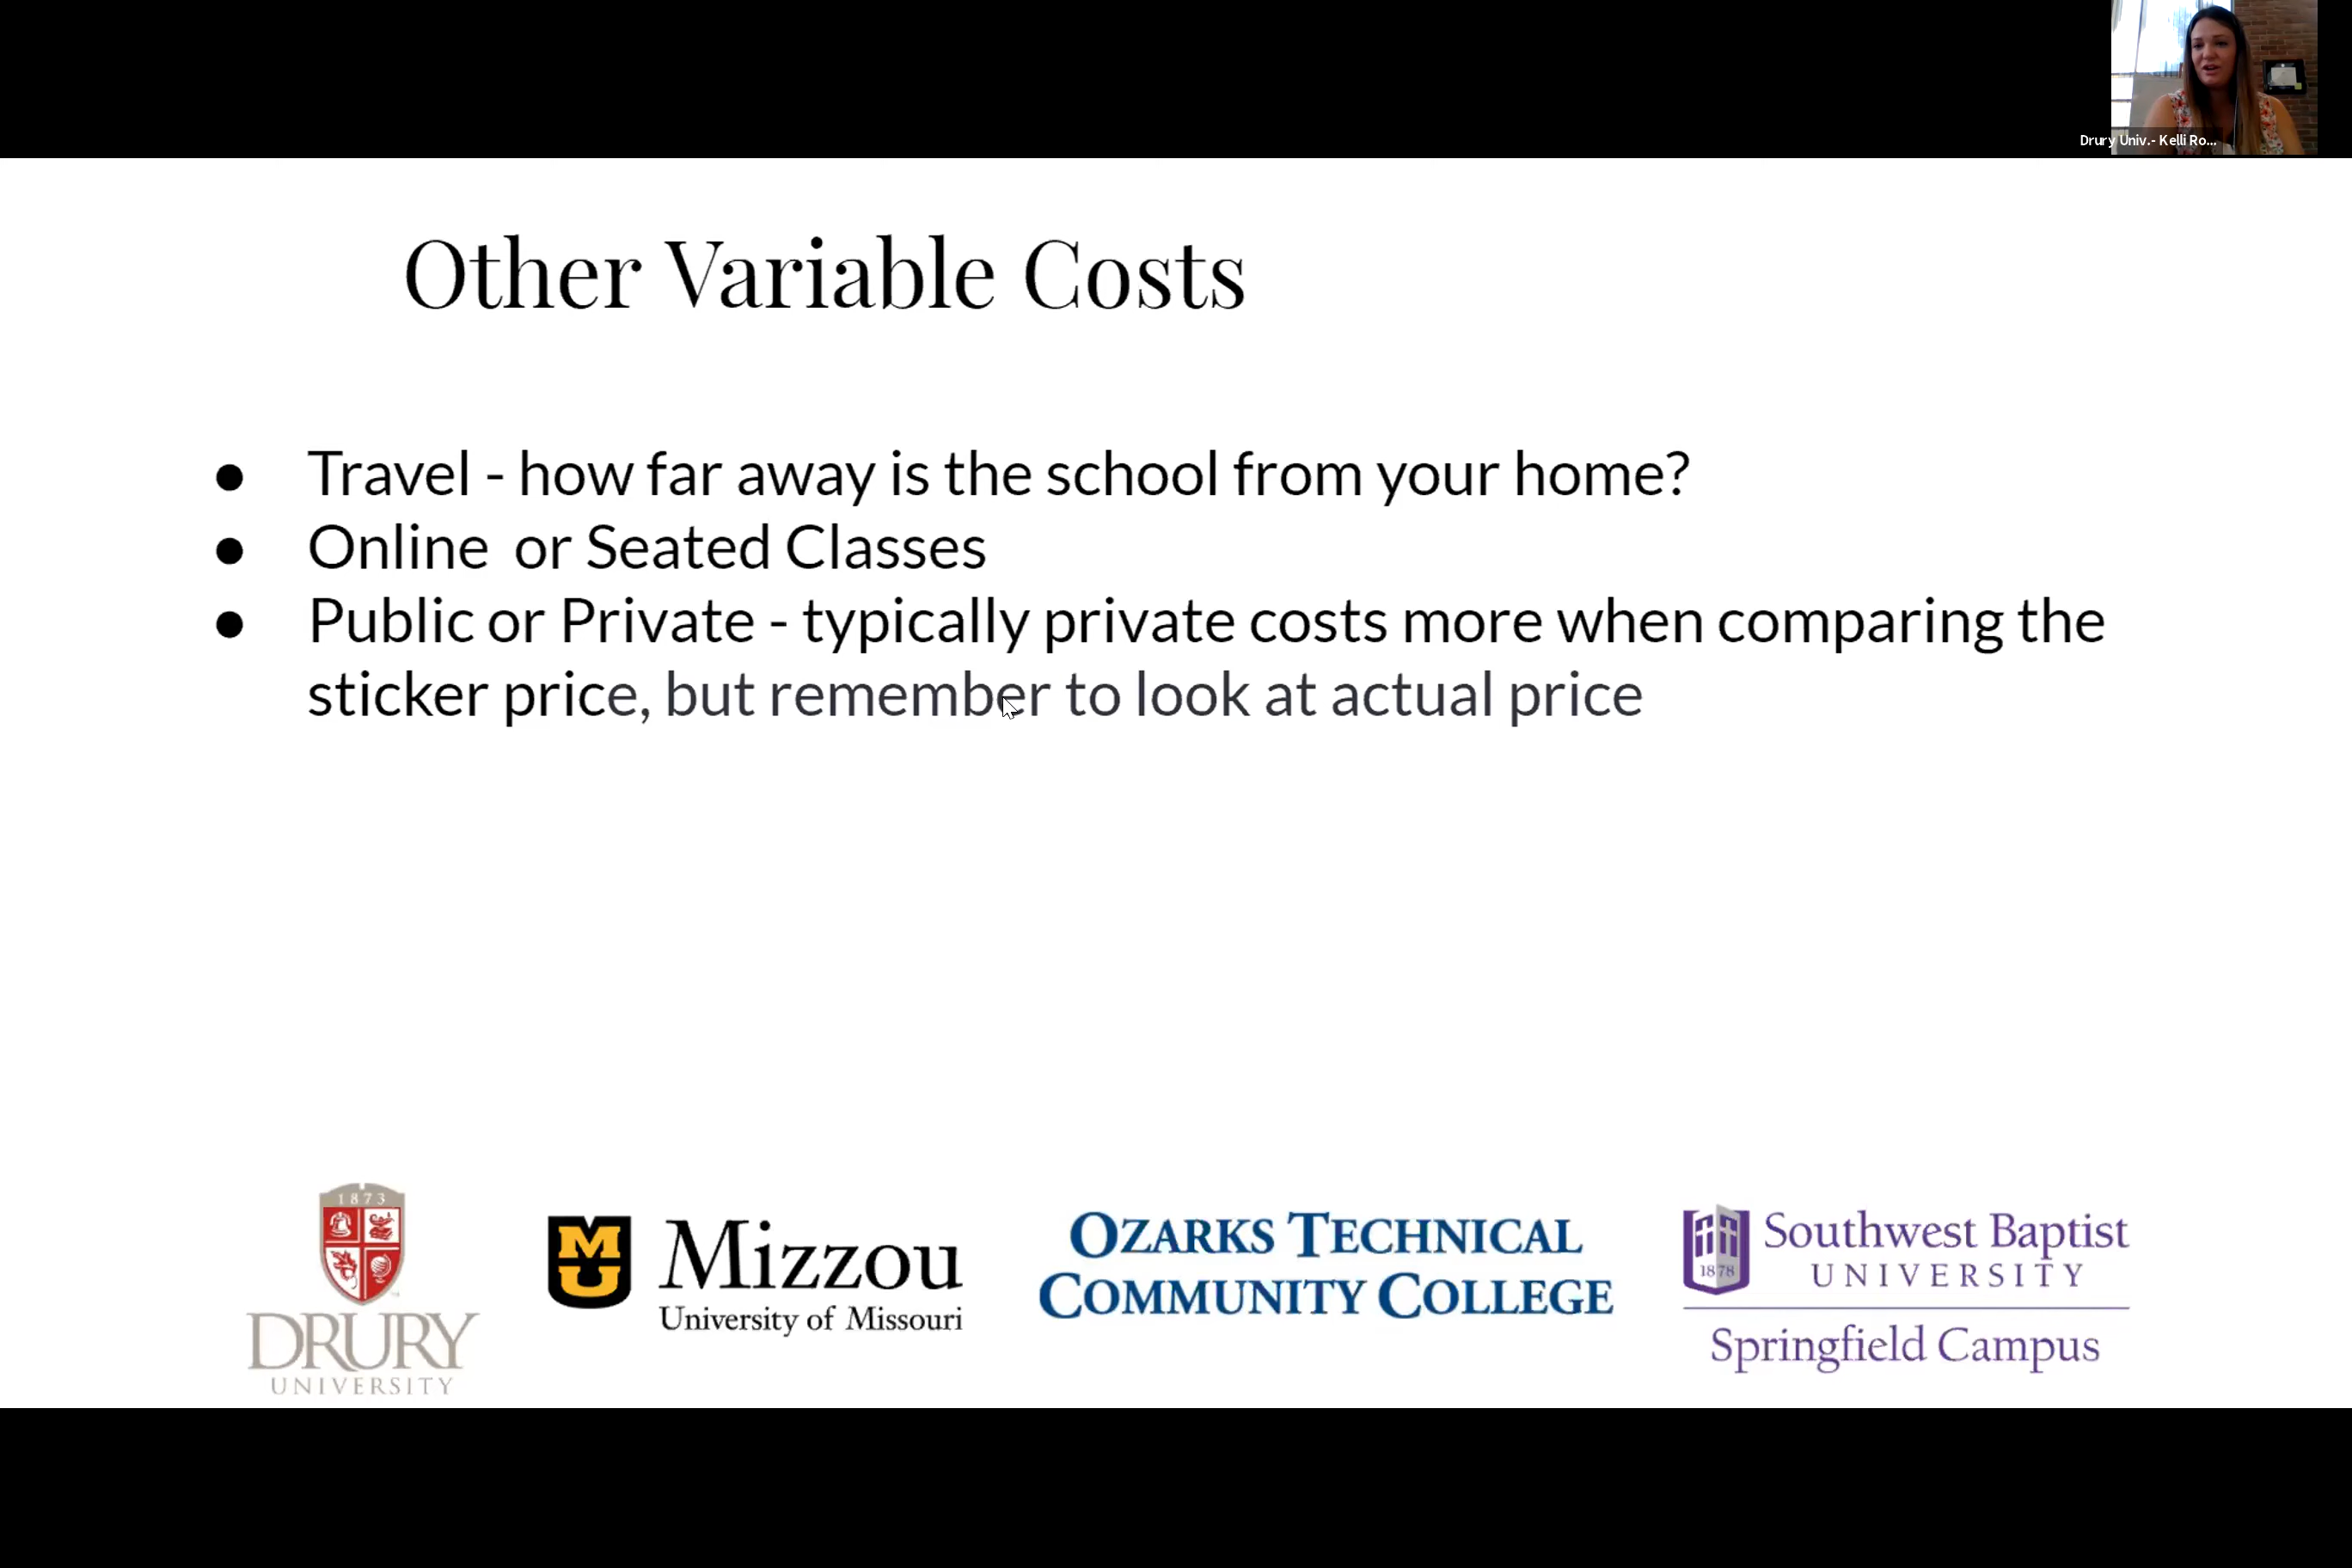 Drury Univ.- Kelli Ro...
Other Variable Costs
● Travel - how far away is the school from your home?
● Online  or Seated Classes
● Public or Private - typically private costs more when comparing the
sticker price, but remember to look at actual price
1873
DRURY
UNIVERSITY
MU
Mizzou
University of Missouri
OZARKS TECHNICAL
COMMUNITY COLLEGE
1878
Southwest Baptist
UNIVERSITY
Springfield Campus